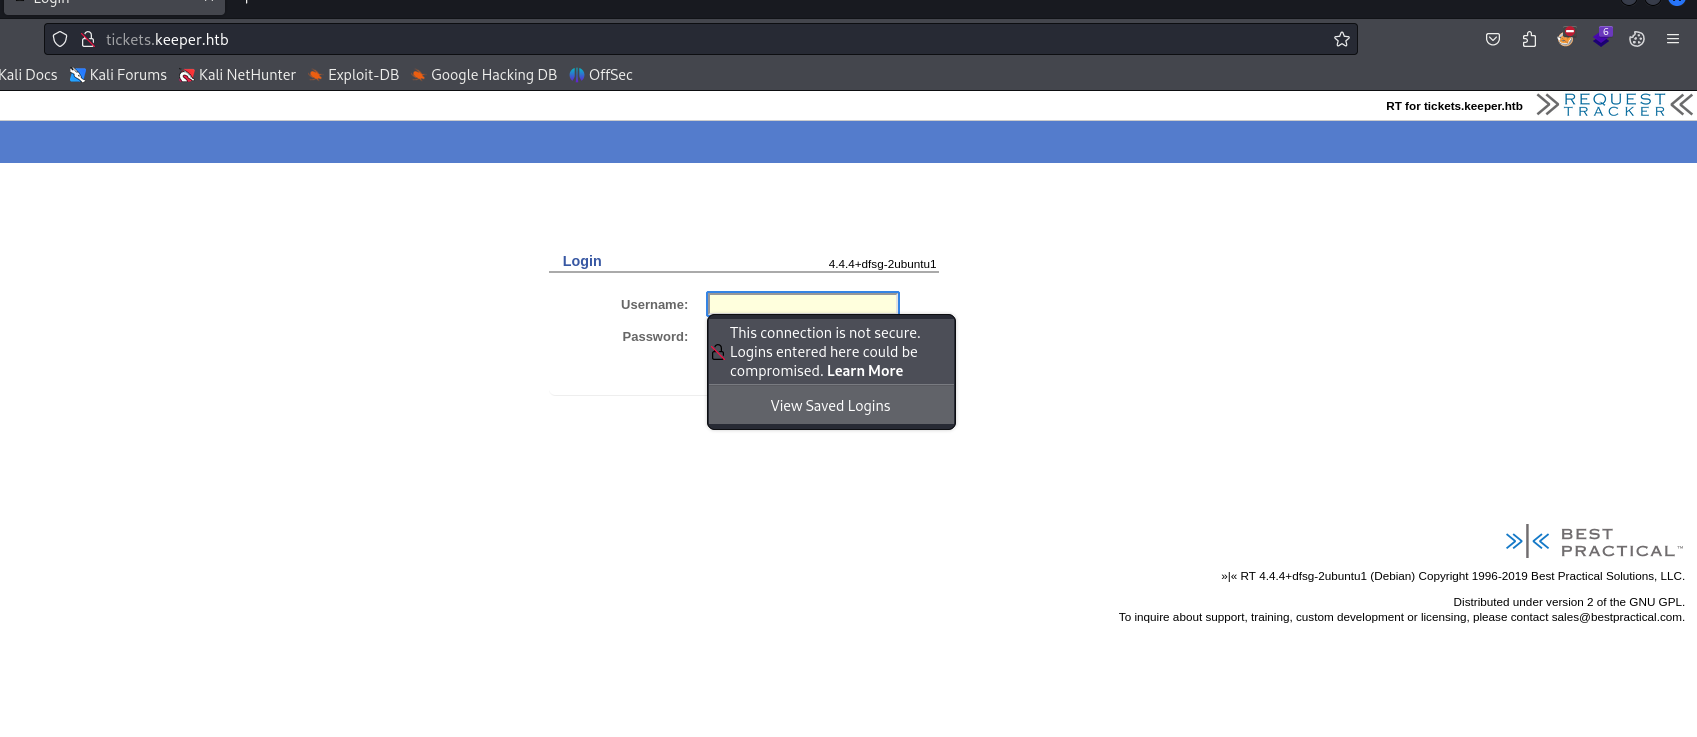 Login
tickets.keeper.htb
6
Kali Docs Kali Forums Kali NetHunter Exploit-DB Google Hacking DB OffSec
RT for tickets.keeper.htb REQUEST TRACKER
Login 4.4.4+dfsg-2ubuntu1
Username:
Password:
This connection is not secure.
Logins entered here could be
compromised. Learn More
View Saved Logins
BEST
PRACTICAL™
»|« RT 4.4.4+dfsg-2ubuntu1 (Debian) Copyright 1996-2019 Best Practical Solutions, LLC.
Distributed under version 2 of the GNU GPL.
To inquire about support, training, custom development or licensing, please contact sales@bestpractical.com.